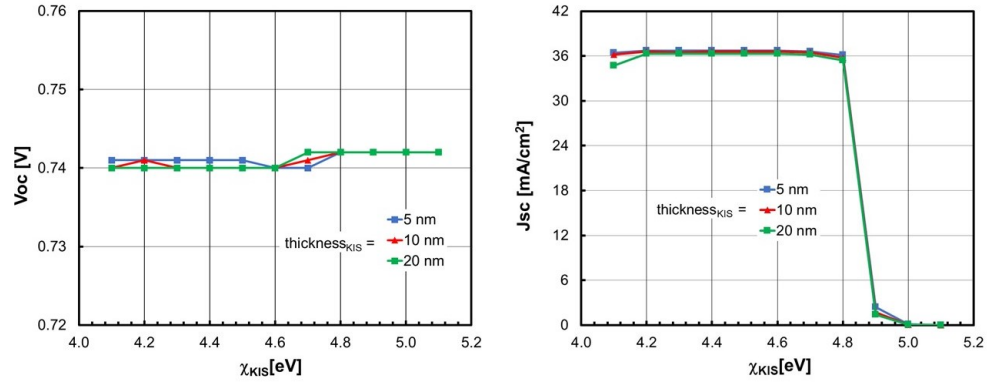 0.76
0.75
0.74
0.73
0.72
Voc [V]
4.0 4.2 4.4 4.6 4.8 5.0 5.2
χKIS[eV]
thicknessKIS =
5 nm
10 nm
20 nm
42
36
30
24
18
12
6
0
Jsc [mA/cm²]
4.0 4.2 4.4 4.6 4.8 5.0 5.2
χKIS[eV]
thicknessKIS =
5 nm
10 nm
20 nm